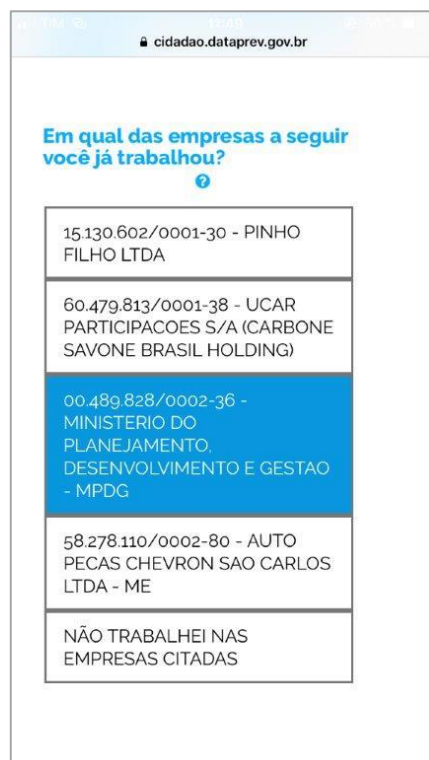 TIM
11:49
cidadao.dataprev.gov.br
Em qual das empresas a seguir
você já trabalhou?
?
15.130.602/0001-30 - PINHO
FILHO LTDA
60.479.813/0001-38 - UCAR
PARTICIPACOES S/A (CARBONE
SAVONE BRASIL HOLDING)
00.489.828/0002-36 -
MINISTERIO DO
PLANEJAMENTO,
DESENVOLVIMENTO E GESTAO
- MPDG
58.278.110/0002-80 - AUTO
PECAS CHEVRON SAO CARLOS
LTDA - ME
NÃO TRABALHEI NAS
EMPRESAS CITADAS